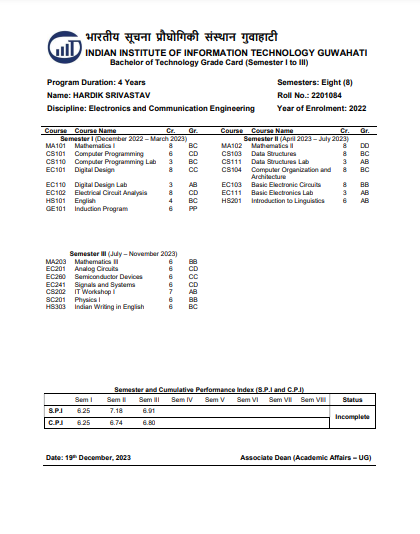 भारतीय सूचना प्रौद्योगिकी संस्थान गुवाहाटी
INDIAN INSTITUTE OF INFORMATION TECHNOLOGY GUWAHATI
Bachelor of Technology Grade Card (Semester I to III)
Program Duration: 4 Years Semesters: Eight (8)
Name: HARDIK SRIVASTAV Roll No.: 2201084
Discipline: Electronics and Communication Engineering Year of Enrolment: 2022
Course Course Name Cr. Gr. Course Course Name Cr. Gr.
Semester I (December 2022 – March 2023) Semester II (April 2023 – July 2023)
MA101 Mathematics I 8 BC MA102 Mathematics II 8 DD
CS101 Computer Programming 6 CD CS103 Data Structures 8 BC
CS110 Computer Programming Lab 3 BC CS111 Data Structures Lab 3 AB
EC101 Digital Design 8 CC CS104 Computer Organization and Architecture 8 BC
EC110 Digital Design Lab 3 AB EC103 Basic Electronic Circuits 8 BB
EC102 Electrical Circuit Analysis 8 CD EC111 Basic Electronics Lab 3 AB
HS101 English 4 BC HS201 Introduction to Linguistics 6 AB
GE101 Induction Program 6 PP
Semester III (July – November 2023)
MA203 Mathematics III 6 BB
EC201 Analog Circuits 6 CD
EC260 Semiconductor Devices 6 CC
EC241 Signals and Systems 6 CD
CS202 IT Workshop I 7 AB
SC201 Physics I 6 BB
HS303 Indian Writing in English 6 BC
Semester and Cumulative Performance Index (S.P.I and C.P.I)
Sem I Sem II Sem III Sem IV Sem V Sem VI Sem VII Sem VIII Status
S.P.I 6.25 7.18 6.91
Incomplete
C.P.I 6.25 6.74 6.80
Date: 19th December, 2023 Associate Dean (Academic Affairs – UG)